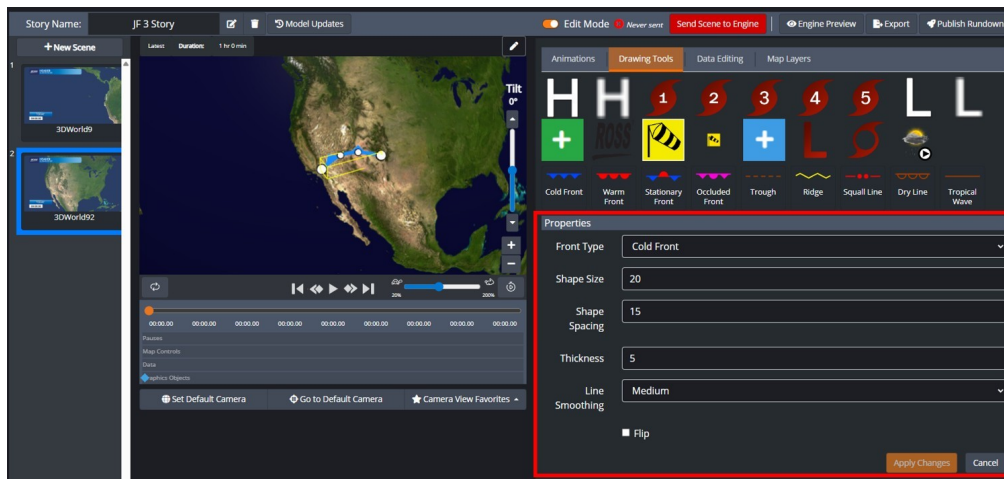 Story Name: JF 3 Story Model Updates Edit Mode Never sent Send Scene to Engine Engine Preview Export Publish Rundown
New Scene
Latest Duration: 1 hr 0 min
Animations Drawing Tools Data Editing Map Layers
1
3DWorld9
2
3DWorld92
Tilt
0°
H H 1 2 3 4 5 L L
ROSS L
Cold Front
Warm Front
Stationary Front
Occluded Front
Trough
Ridge
Squall Line
Dry Line
Tropical Wave
Properties
Front Type Cold Front
Shape Size 20
Shape Spacing 15
Thickness 5
Line Smoothing Medium
Flip
Apply Changes Cancel
20% 200%
00:00.00 00:00.00 00:00.00 00:00.00 00:00.00 00:00.00 00:00.00 00:00.00 00:00.00
Pauses
Map Controls
Data
Graphics Objects
Set Default Camera Go to Default Camera Camera View Favorites